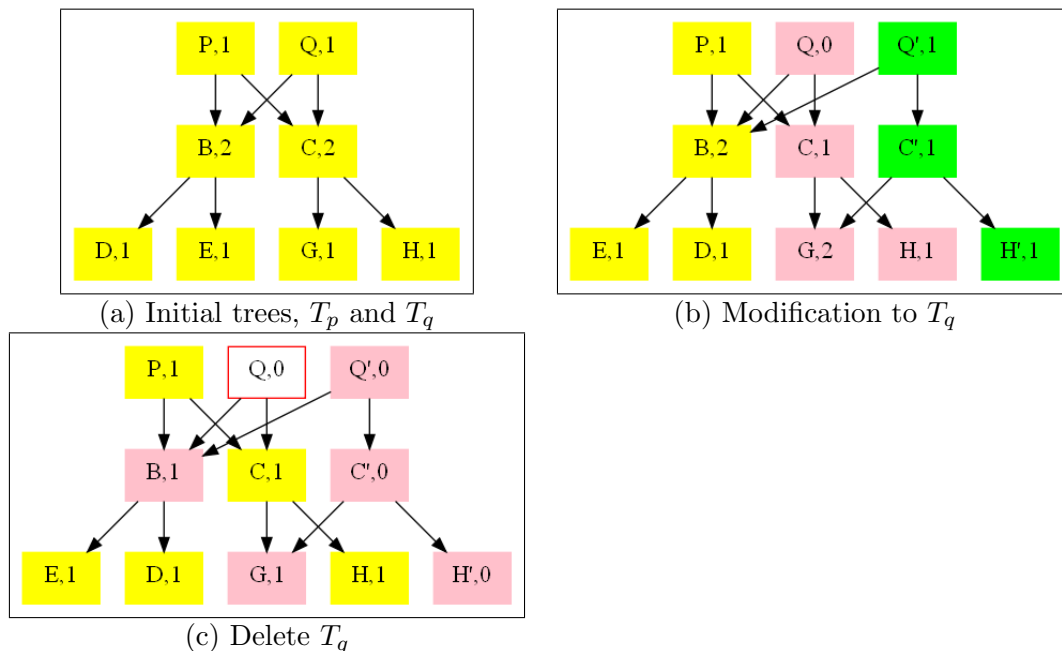 P,1 Q,1
B,2 C,2
D,1 E,1 G,1 H,1
(a) Initial trees, T_p and T_q
P,1 Q,0 Q′,1
B,2 C,1 C′,1
E,1 D,1 G,2 H,1 H′,1
(b) Modification to T_q
P,1 Q,0 Q′,0
B,1 C,1 C′,0
E,1 D,1 G,1 H,1 H′,0
(c) Delete T_q